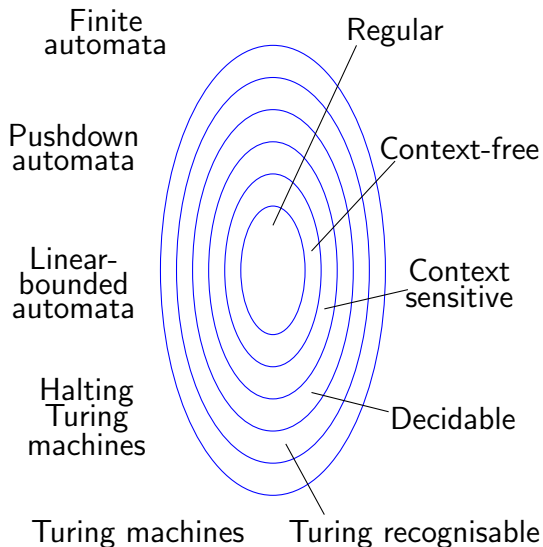 Finite
automata
Regular
Pushdown
automata
Context-free
Linear-
bounded
automata
Context
sensitive
Halting
Turing
machines
Decidable
Turing machines
Turing recognisable